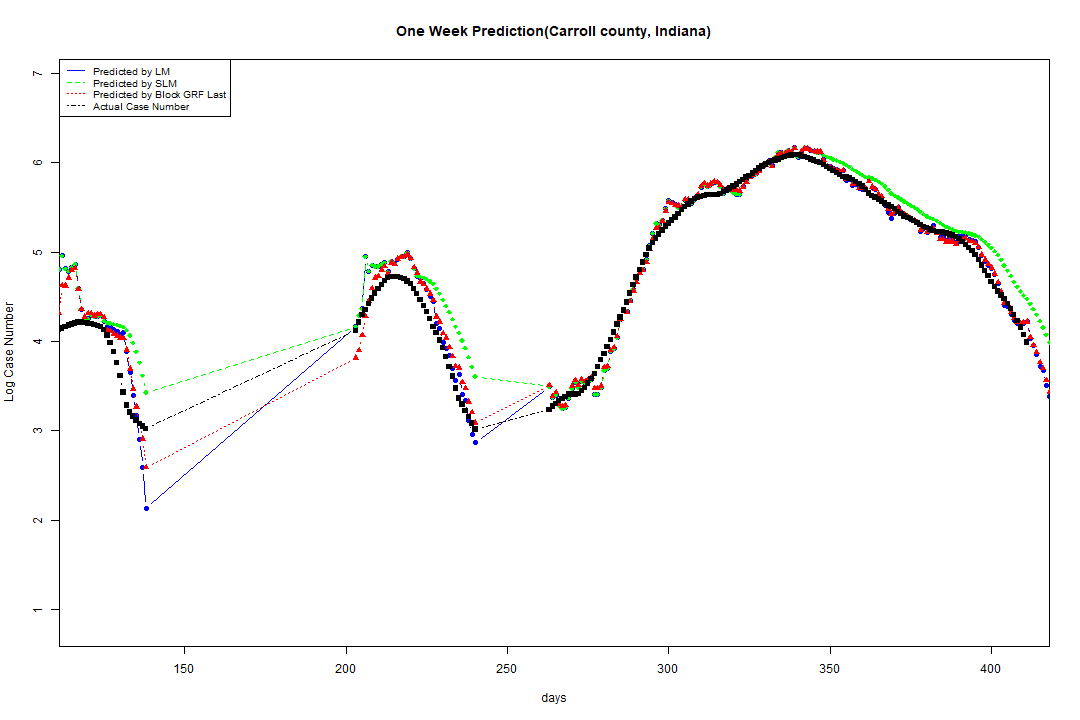 One Week Prediction(Carroll county, Indiana)
Predicted by LM
Predicted by SLM
Predicted by Block GRF Last
Actual Case Number
7
6
5
4
3
2
1
Log Case Number
150 200 250 300 350 400
days